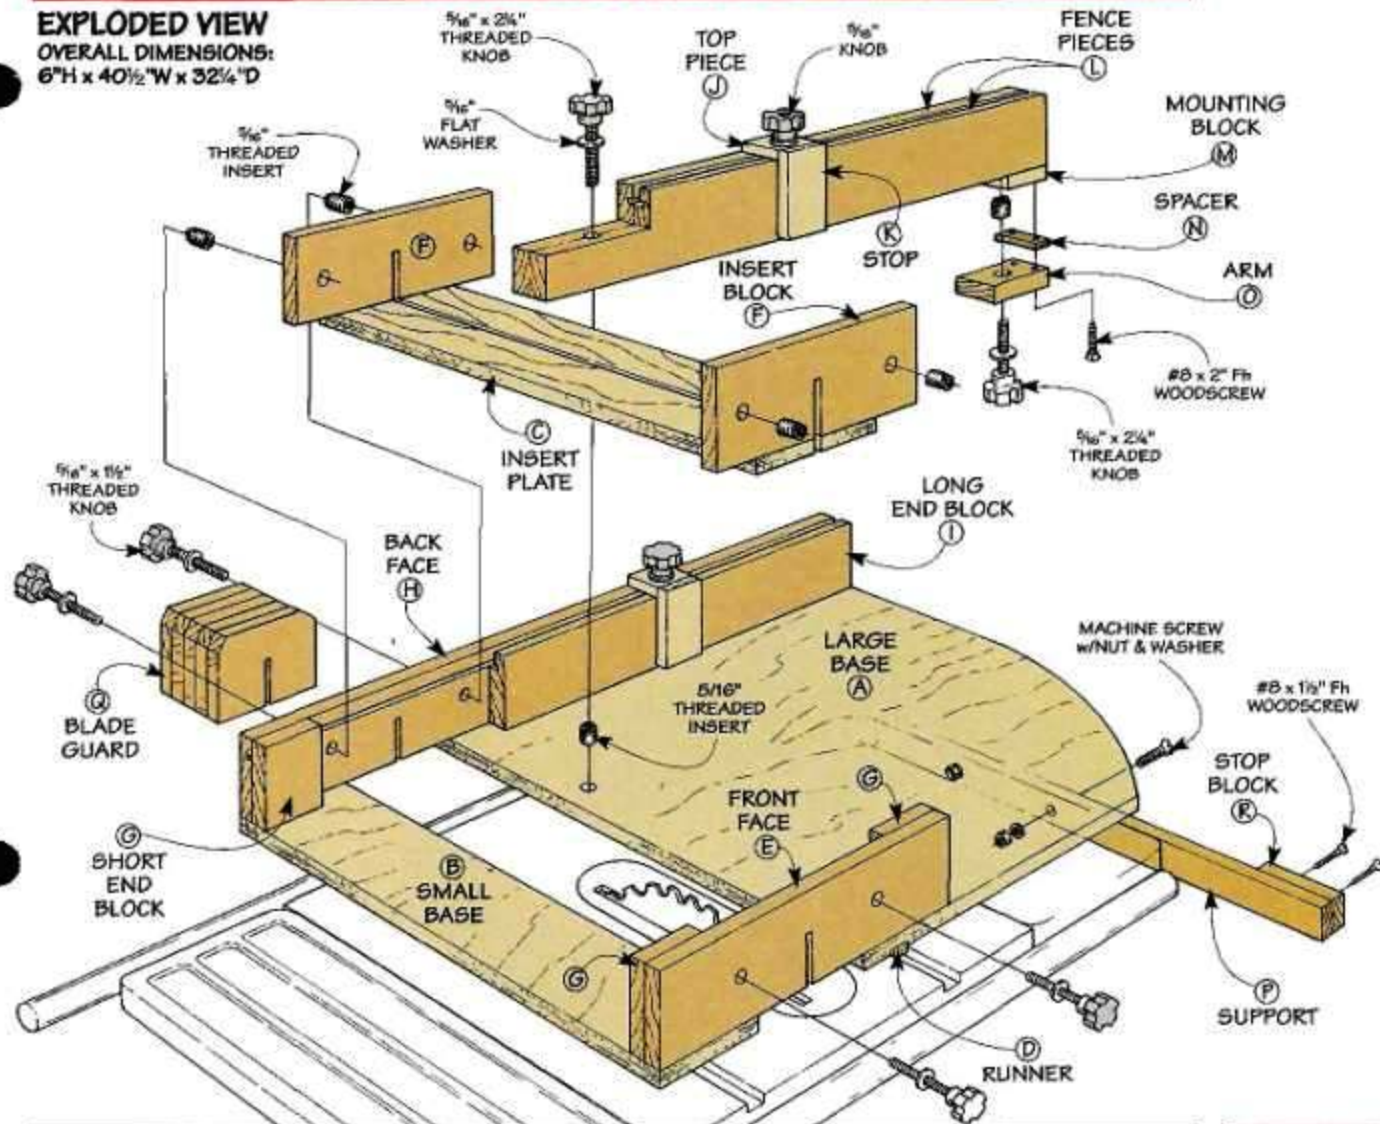 EXPLODED VIEW
OVERALL DIMENSIONS:
6"H x 40½"W x 32¼"D
5/16" x 2¼"
THREADED
KNOB
5/16"
FLAT
WASHER
5/16"
THREADED
INSERT
TOP
PIECE
J
5/16"
KNOB
FENCE
PIECES
L
MOUNTING
BLOCK
M
SPACER
N
ARM
O
#8 x 2" Fh
WOODSCREW
5/16" x 2¼"
THREADED
KNOB
K
STOP
F
INSERT
BLOCK
F
C
INSERT
PLATE
5/16" x 1½"
THREADED
KNOB
BACK
FACE
H
LONG
END BLOCK
I
LARGE
BASE
A
MACHINE SCREW
w/NUT & WASHER
#8 x 1½" Fh
WOODSCREW
STOP
BLOCK
R
Q
BLADE
GUARD
5/16"
THREADED
INSERT
G
FRONT
FACE
E
G
SHORT
END
BLOCK
B
SMALL
BASE
G
D
RUNNER
P
SUPPORT